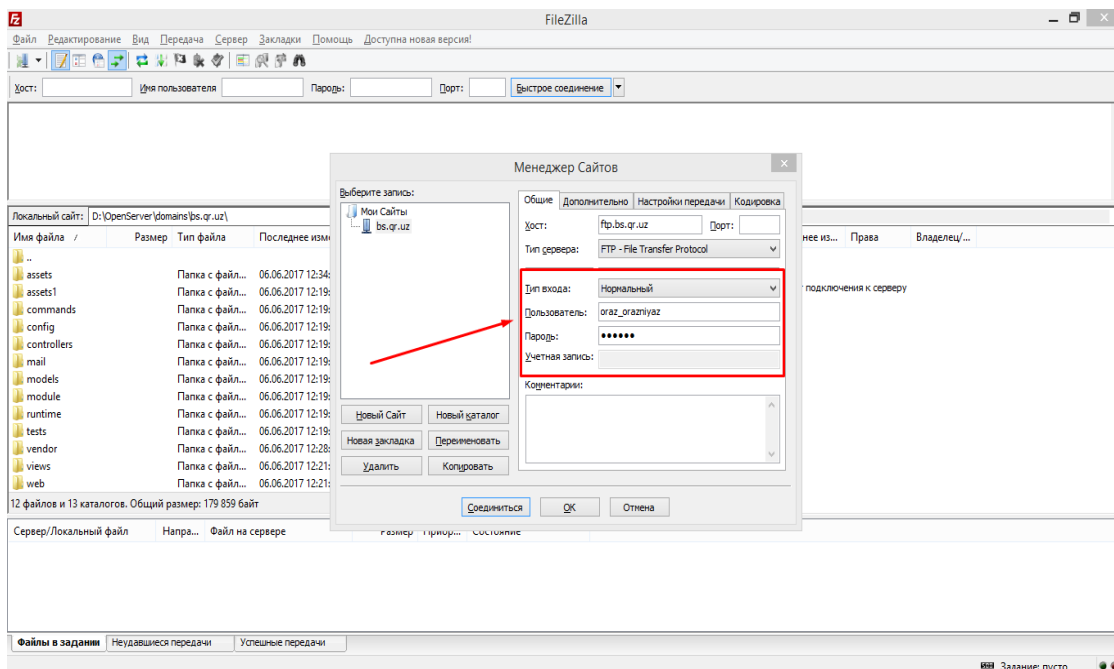 FileZilla
Файл Редактирование Вид Передача Сервер Закладки Помощь Доступна новая версия!
Хост: Имя пользователя Пароль: Порт: Быстрое соединение
Менеджер Сайтов
Выберите запись:
Мои Сайты
bs.qr.uz
Общие Дополнительно Настройки передачи Кодировка
Хост: ftp.bs.qr.uz Порт:
Тип сервера: FTP - File Transfer Protocol
Тип входа: Нормальный
Пользователь: oraz_orazniyaz
Пароль: ••••••
Учетная запись:
Комментарии:
Новый Сайт Новый каталог
Новая закладка Переименовать
Удалить Копировать
Соединиться OK Отмена
Локальный сайт: D:\OpenServer\domains\bs.qr.uz\
Имя файла / Размер Тип файла Последнее изм
нее из... Права Владелец/...
подключения к серверу
..
assets Папка с файл... 06.06.2017 12:34:
assets1 Папка с файл... 06.06.2017 12:19:
commands Папка с файл... 06.06.2017 12:19:
config Папка с файл... 06.06.2017 12:19:
controllers Папка с файл... 06.06.2017 12:19:
mail Папка с файл... 06.06.2017 12:19:
models Папка с файл... 06.06.2017 12:19:
module Папка с файл... 06.06.2017 12:19:
runtime Папка с файл... 06.06.2017 12:19:
tests Папка с файл... 06.06.2017 12:19:
vendor Папка с файл... 06.06.2017 12:28:
views Папка с файл... 06.06.2017 12:21:
web Папка с файл... 06.06.2017 12:21:
12 файлов и 13 каталогов. Общий размер: 179 859 байт
Сервер/Локальный файл Напра... Файл на сервере Размер Приор... Состояние
Файлы в задании Неудавшиеся передачи Успешные передачи
Задание: пусто